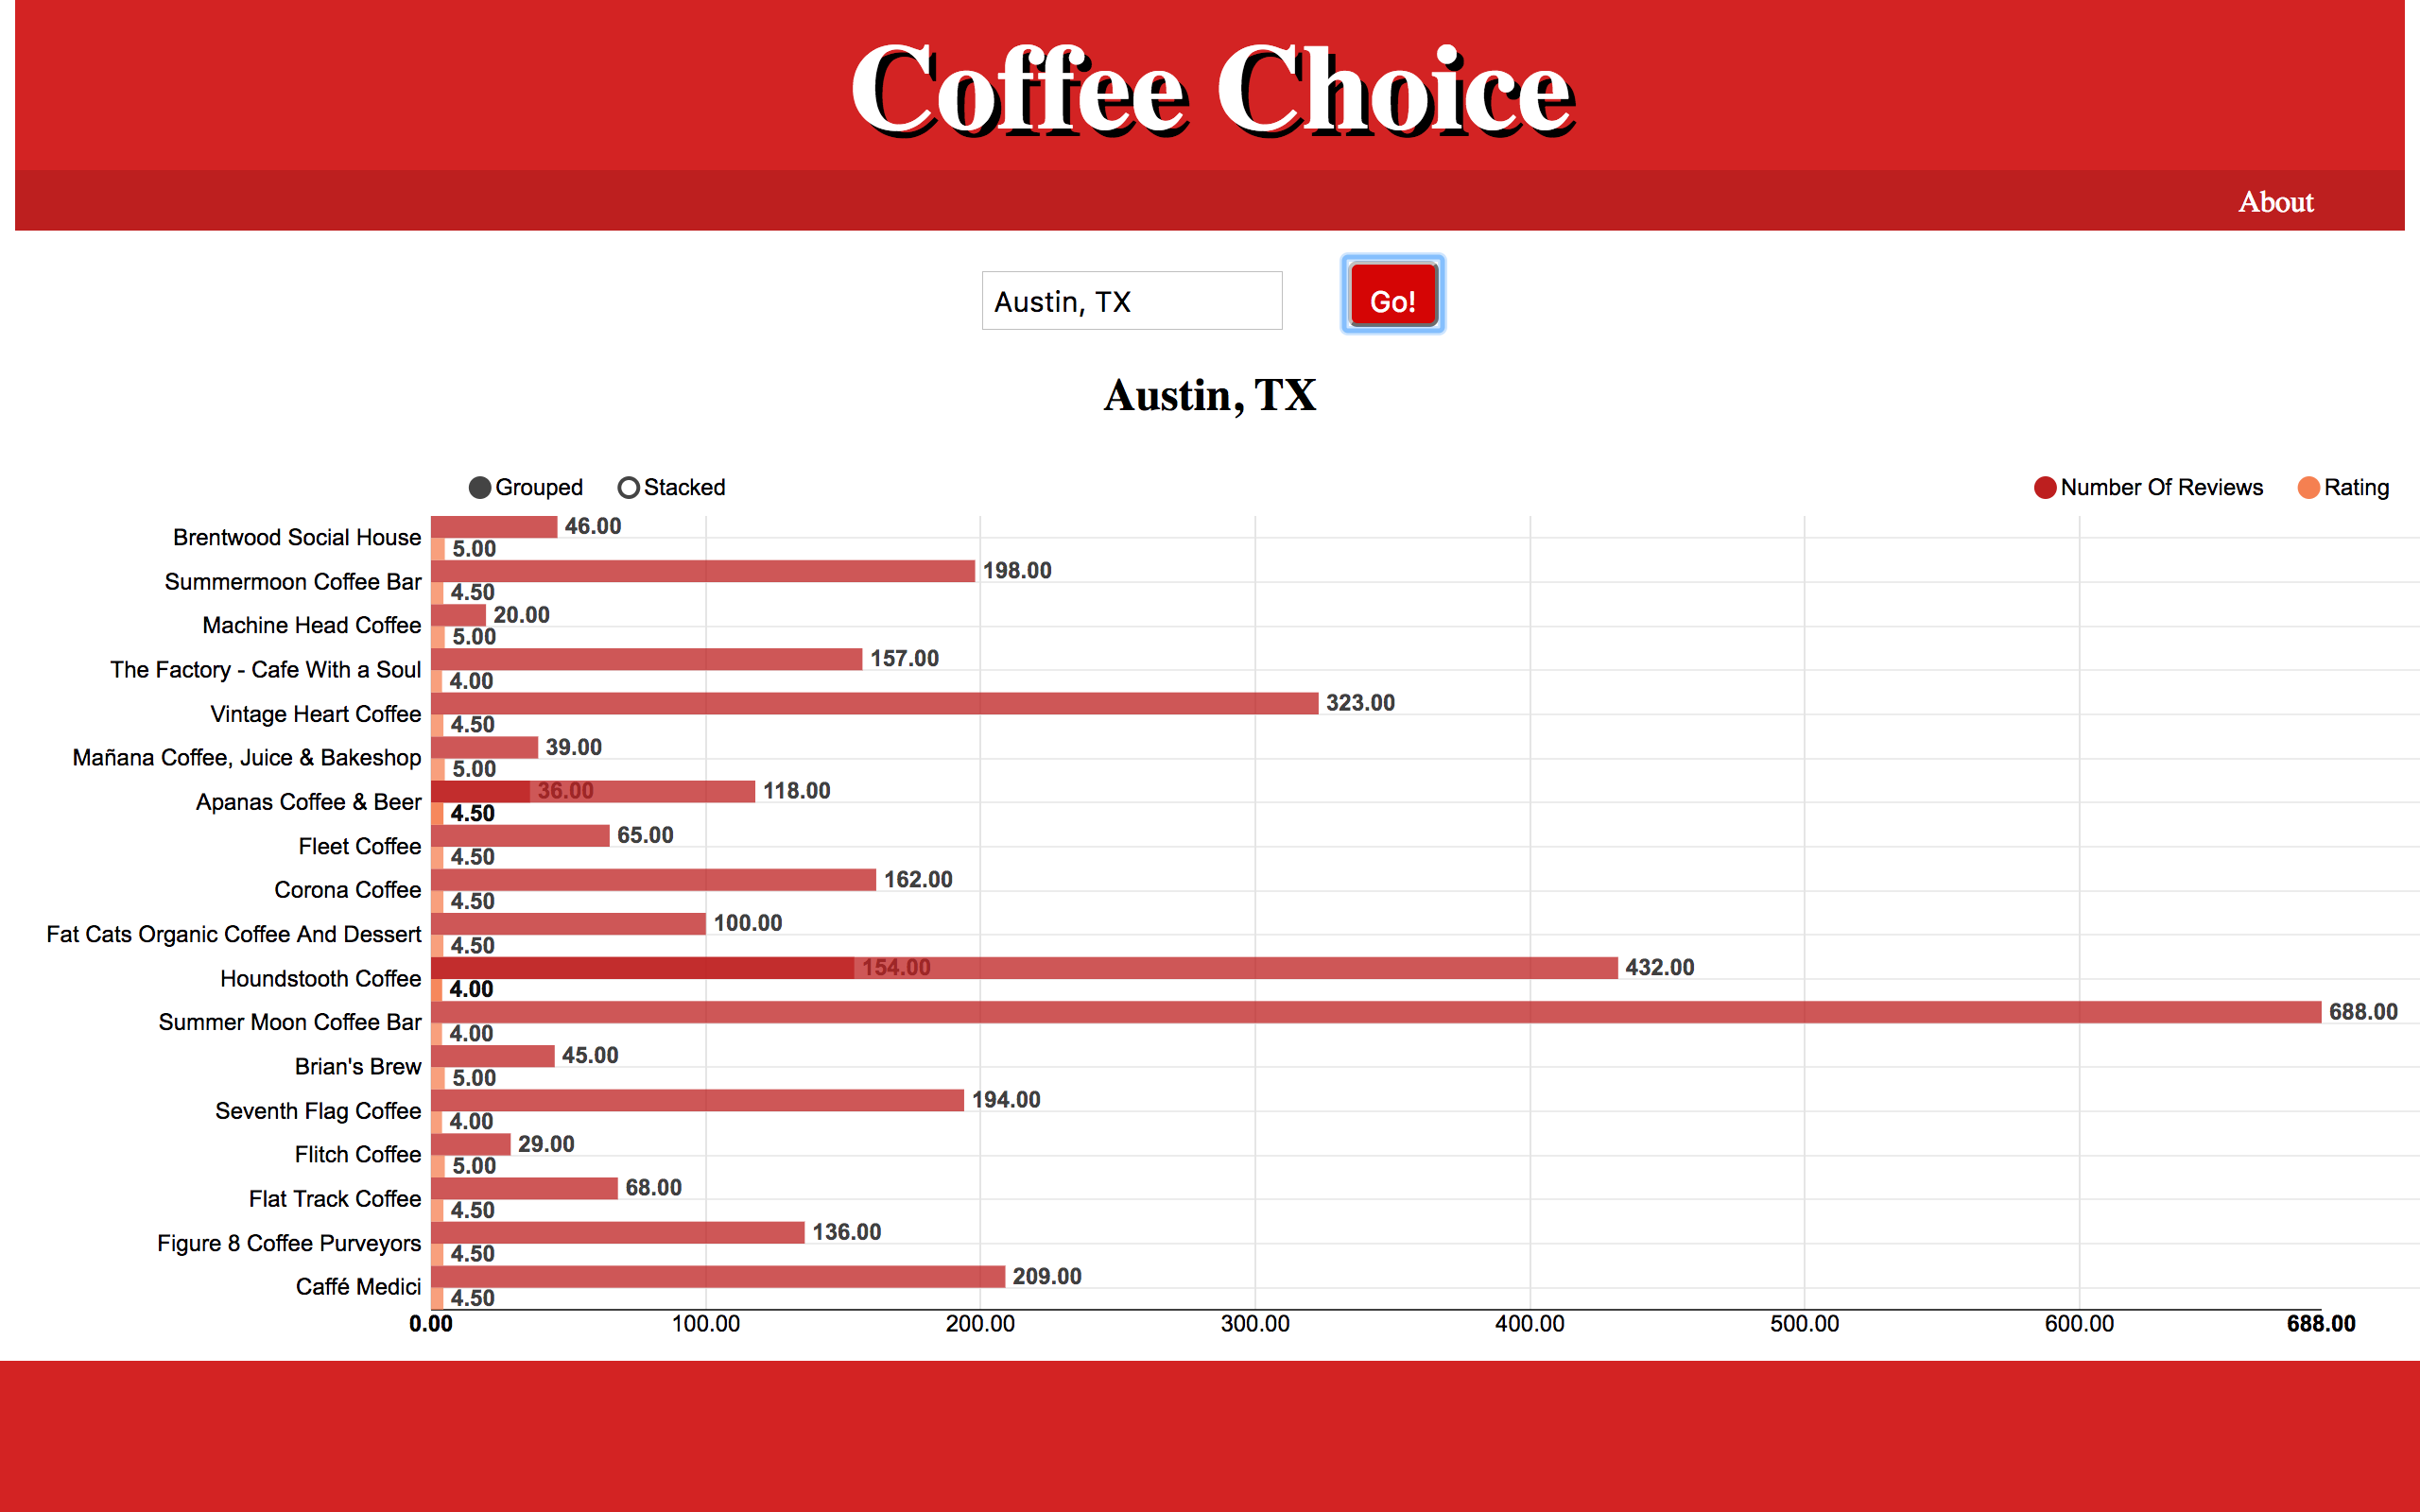 Coffee Choice
About
Austin, TX
Go!
Austin, TX
Grouped Stacked Number Of Reviews Rating
Brentwood Social House 46.00
5.00
Summermoon Coffee Bar 198.00
4.50
Machine Head Coffee 20.00
5.00
The Factory - Cafe With a Soul 157.00
4.00
Vintage Heart Coffee 323.00
4.50
Mañana Coffee, Juice & Bakeshop 39.00
5.00
Apanas Coffee & Beer 36.00 118.00
4.50
Fleet Coffee 65.00
4.50
Corona Coffee 162.00
4.50
Fat Cats Organic Coffee And Dessert 100.00
4.50
Houndstooth Coffee 154.00 432.00
4.00
Summer Moon Coffee Bar 688.00
4.00
Brian's Brew 45.00
5.00
Seventh Flag Coffee 194.00
4.00
Flitch Coffee 29.00
5.00
Flat Track Coffee 68.00
4.50
Figure 8 Coffee Purveyors 136.00
4.50
Caffé Medici 209.00
4.50
0.00 100.00 200.00 300.00 400.00 500.00 600.00 688.00